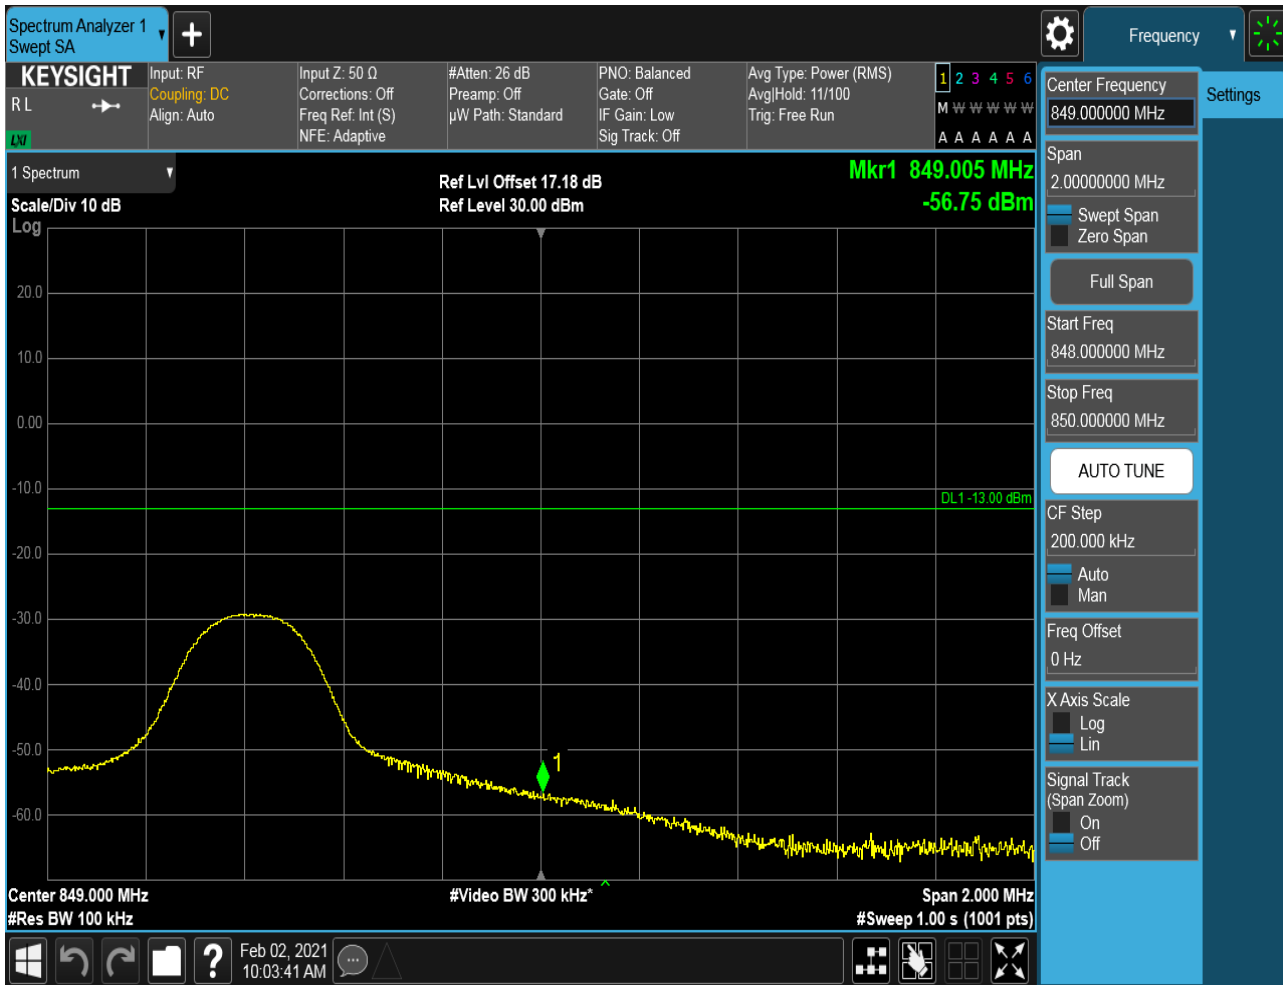 Spectrum Analyzer 1
Swept SA
+
Frequency
KEYSIGHT
R L
LXI
Input: RF
Coupling: DC
Align: Auto
Input Z: 50 Ω
Corrections: Off
Freq Ref: Int (S)
NFE: Adaptive
#Atten: 26 dB
Preamp: Off
µW Path: Standard
PNO: Balanced
Gate: Off
IF Gain: Low
Sig Track: Off
Avg Type: Power (RMS)
Avg|Hold: 11/100
Trig: Free Run
1 2 3 4 5 6
M W W W W W
A A A A A A
1 Spectrum
Scale/Div 10 dB
Log
Ref Lvl Offset 17.18 dB
Ref Level 30.00 dBm
Mkr1 849.005 MHz
-56.75 dBm
20.0
10.0
0.00
-10.0
-20.0
-30.0
-40.0
-50.0
-60.0
DL1 -13.00 dBm
1
Center 849.000 MHz
#Res BW 100 kHz
#Video BW 300 kHz*
Span 2.000 MHz
#Sweep 1.00 s (1001 pts)
Center Frequency
849.000000 MHz
Settings
Span
2.00000000 MHz
Swept Span
Zero Span
Full Span
Start Freq
848.000000 MHz
Stop Freq
850.000000 MHz
AUTO TUNE
CF Step
200.000 kHz
Auto
Man
Freq Offset
0 Hz
X Axis Scale
Log
Lin
Signal Track
(Span Zoom)
On
Off
?
Feb 02, 2021
10:03:41 AM